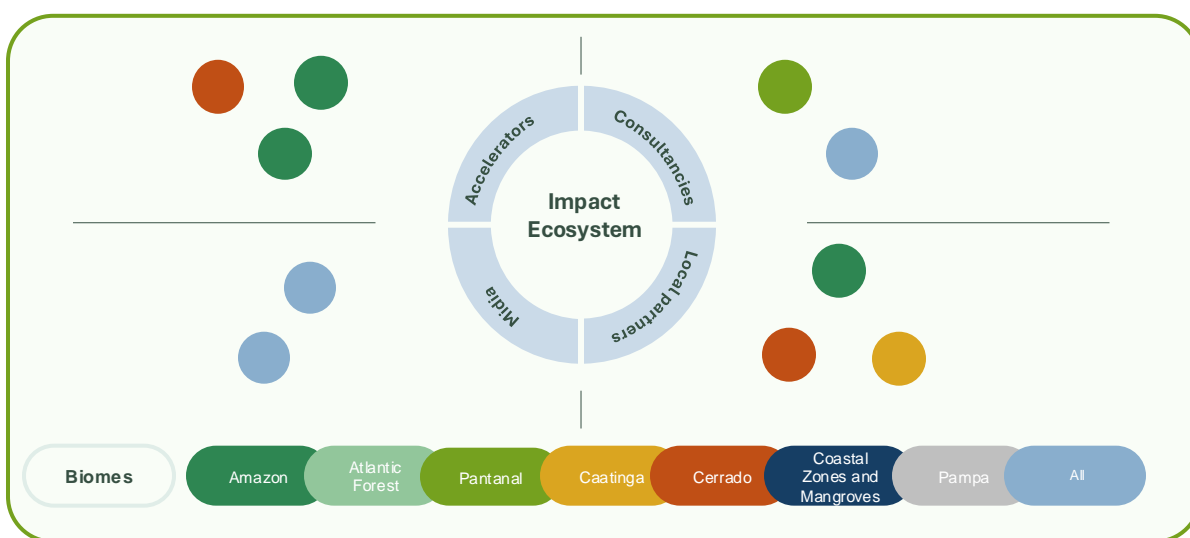 Accelerators
Consultancies
Impact
Ecosystem
Midia
Local partners
Biomes
Amazon
Atlantic
Forest
Pantanal
Caatinga
Cerrado
Coastal
Zones and
Mangroves
Pampa
All